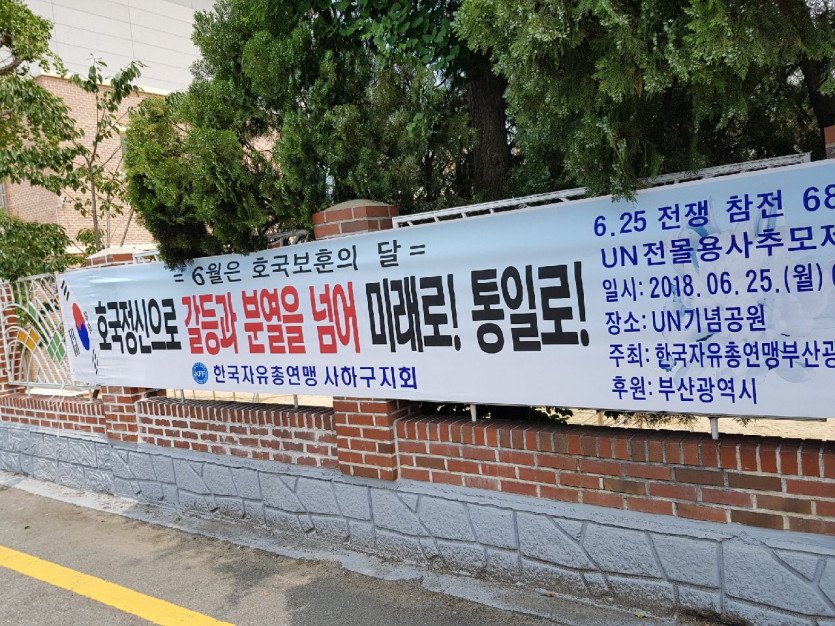 = 6월은 호국보훈의 달 =
호국정신으로 갈등과 분열을 넘어 미래로! 통일로!
KFF 한국자유총연맹 사하구지회
6.25 전쟁 참전 68
UN전몰용사추모제
일시: 2018. 06. 25.(월)
장소: UN기념공원
주최: 한국자유총연맹부산광
후원: 부산광역시